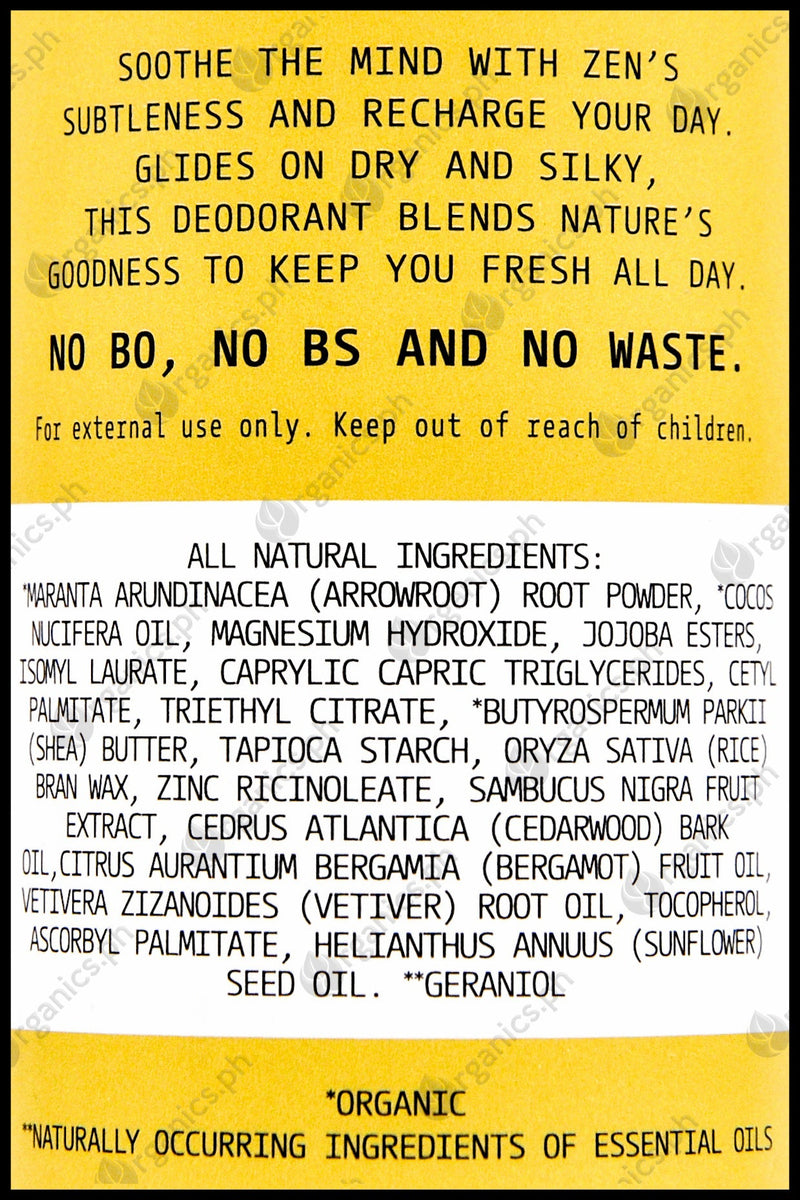 SOOTHE THE MIND WITH ZEN'S
SUBTLENESS AND RECHARGE YOUR DAY.
GLIDES ON DRY AND SILKY,
THIS DEODORANT BLENDS NATURE'S
GOODNESS TO KEEP YOU FRESH ALL DAY.
NO BO, NO BS AND NO WASTE.
For external use only. Keep out of reach of children.
ALL NATURAL INGREDIENTS:
*MARANTA ARUNDINACEA (ARROWROOT) ROOT POWDER, *COCOS
NUCIFERA OIL, MAGNESIUM HYDROXIDE, JOJOBA ESTERS,
ISOMYL LAURATE, CAPRYLIC CAPRIC TRIGLYCERIDES, CETYL
PALMITATE, TRIETHYL CITRATE, *BUTYROSPERMUM PARKII
(SHEA) BUTTER, TAPIOCA STARCH, ORYZA SATIVA (RICE)
BRAN WAX, ZINC RICINOLEATE, SAMBUCUS NIGRA FRUIT
EXTRACT, CEDRUS ATLANTICA (CEDARWOOD) BARK
OIL,CITRUS AURANTIUM BERGAMIA (BERGAMOT) FRUIT OIL,
VETIVERA ZIZANOIDES (VETIVER) ROOT OIL, TOCOPHEROL,
ASCORBYL PALMITATE, HELIANTHUS ANNUUS (SUNFLOWER)
SEED OIL. **GERANIOL
*ORGANIC
**NATURALLY OCCURRING INGREDIENTS OF ESSENTIAL OILS
Organics.ph